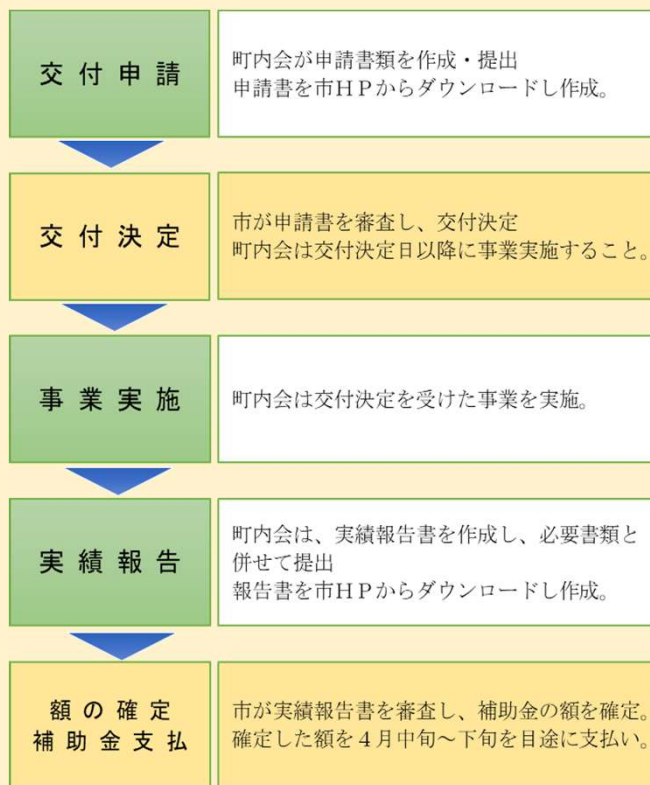 交付申請
町内会が申請書類を作成・提出
申請書を市ＨＰからダウンロードし作成。
交付決定
市が申請書を審査し、交付決定
町内会は交付決定日以降に事業実施すること。
事業実施
町内会は交付決定を受けた事業を実施。
実績報告
町内会は、実績報告書を作成し、必要書類と
併せて提出
報告書を市ＨＰからダウンロードし作成。
額の確定
補助金支払
市が実績報告書を審査し、補助金の額を確定。
確定した額を４月中旬～下旬を目途に支払い。